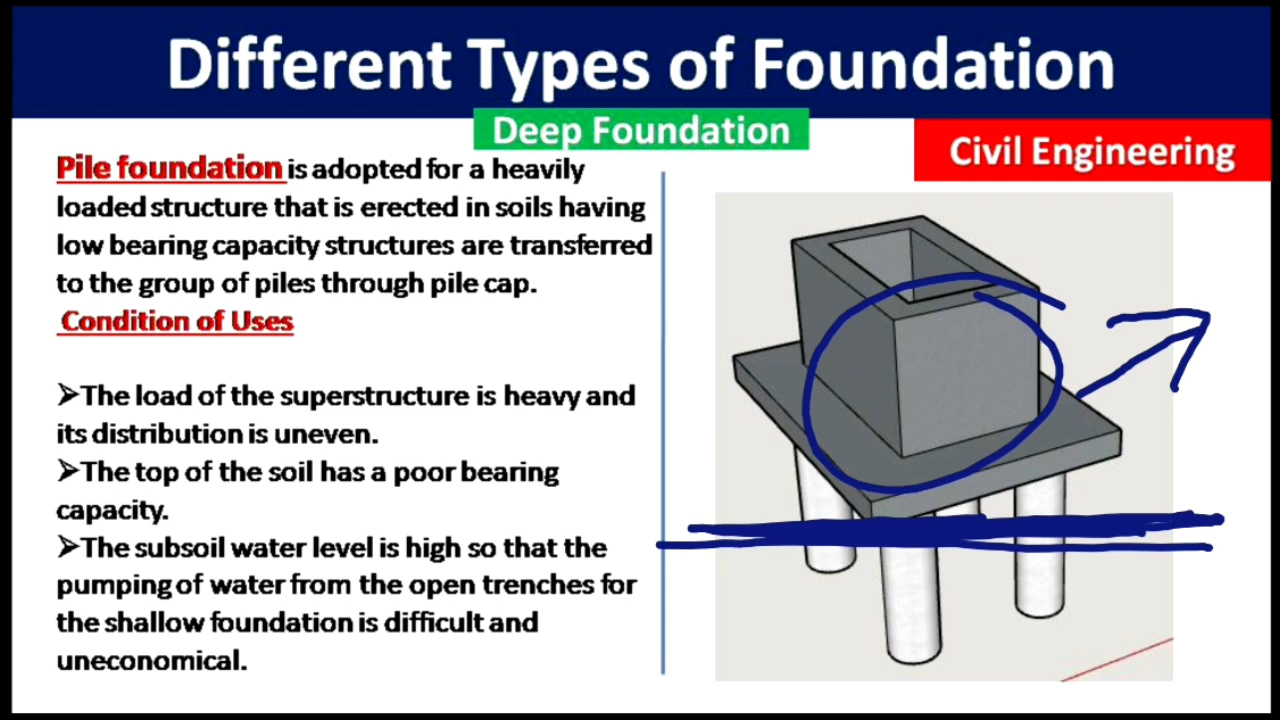 Different Types of Foundation
Deep Foundation
Civil Engineering
Pile foundation is adopted for a heavily
loaded structure that is erected in soils having
low bearing capacity structures are transferred
to the group of piles through pile cap.
Condition of Uses
➢The load of the superstructure is heavy and
its distribution is uneven.
➢The top of the soil has a poor bearing
capacity.
➢The subsoil water level is high so that the
pumping of water from the open trenches for
the shallow foundation is difficult and
uneconomical.